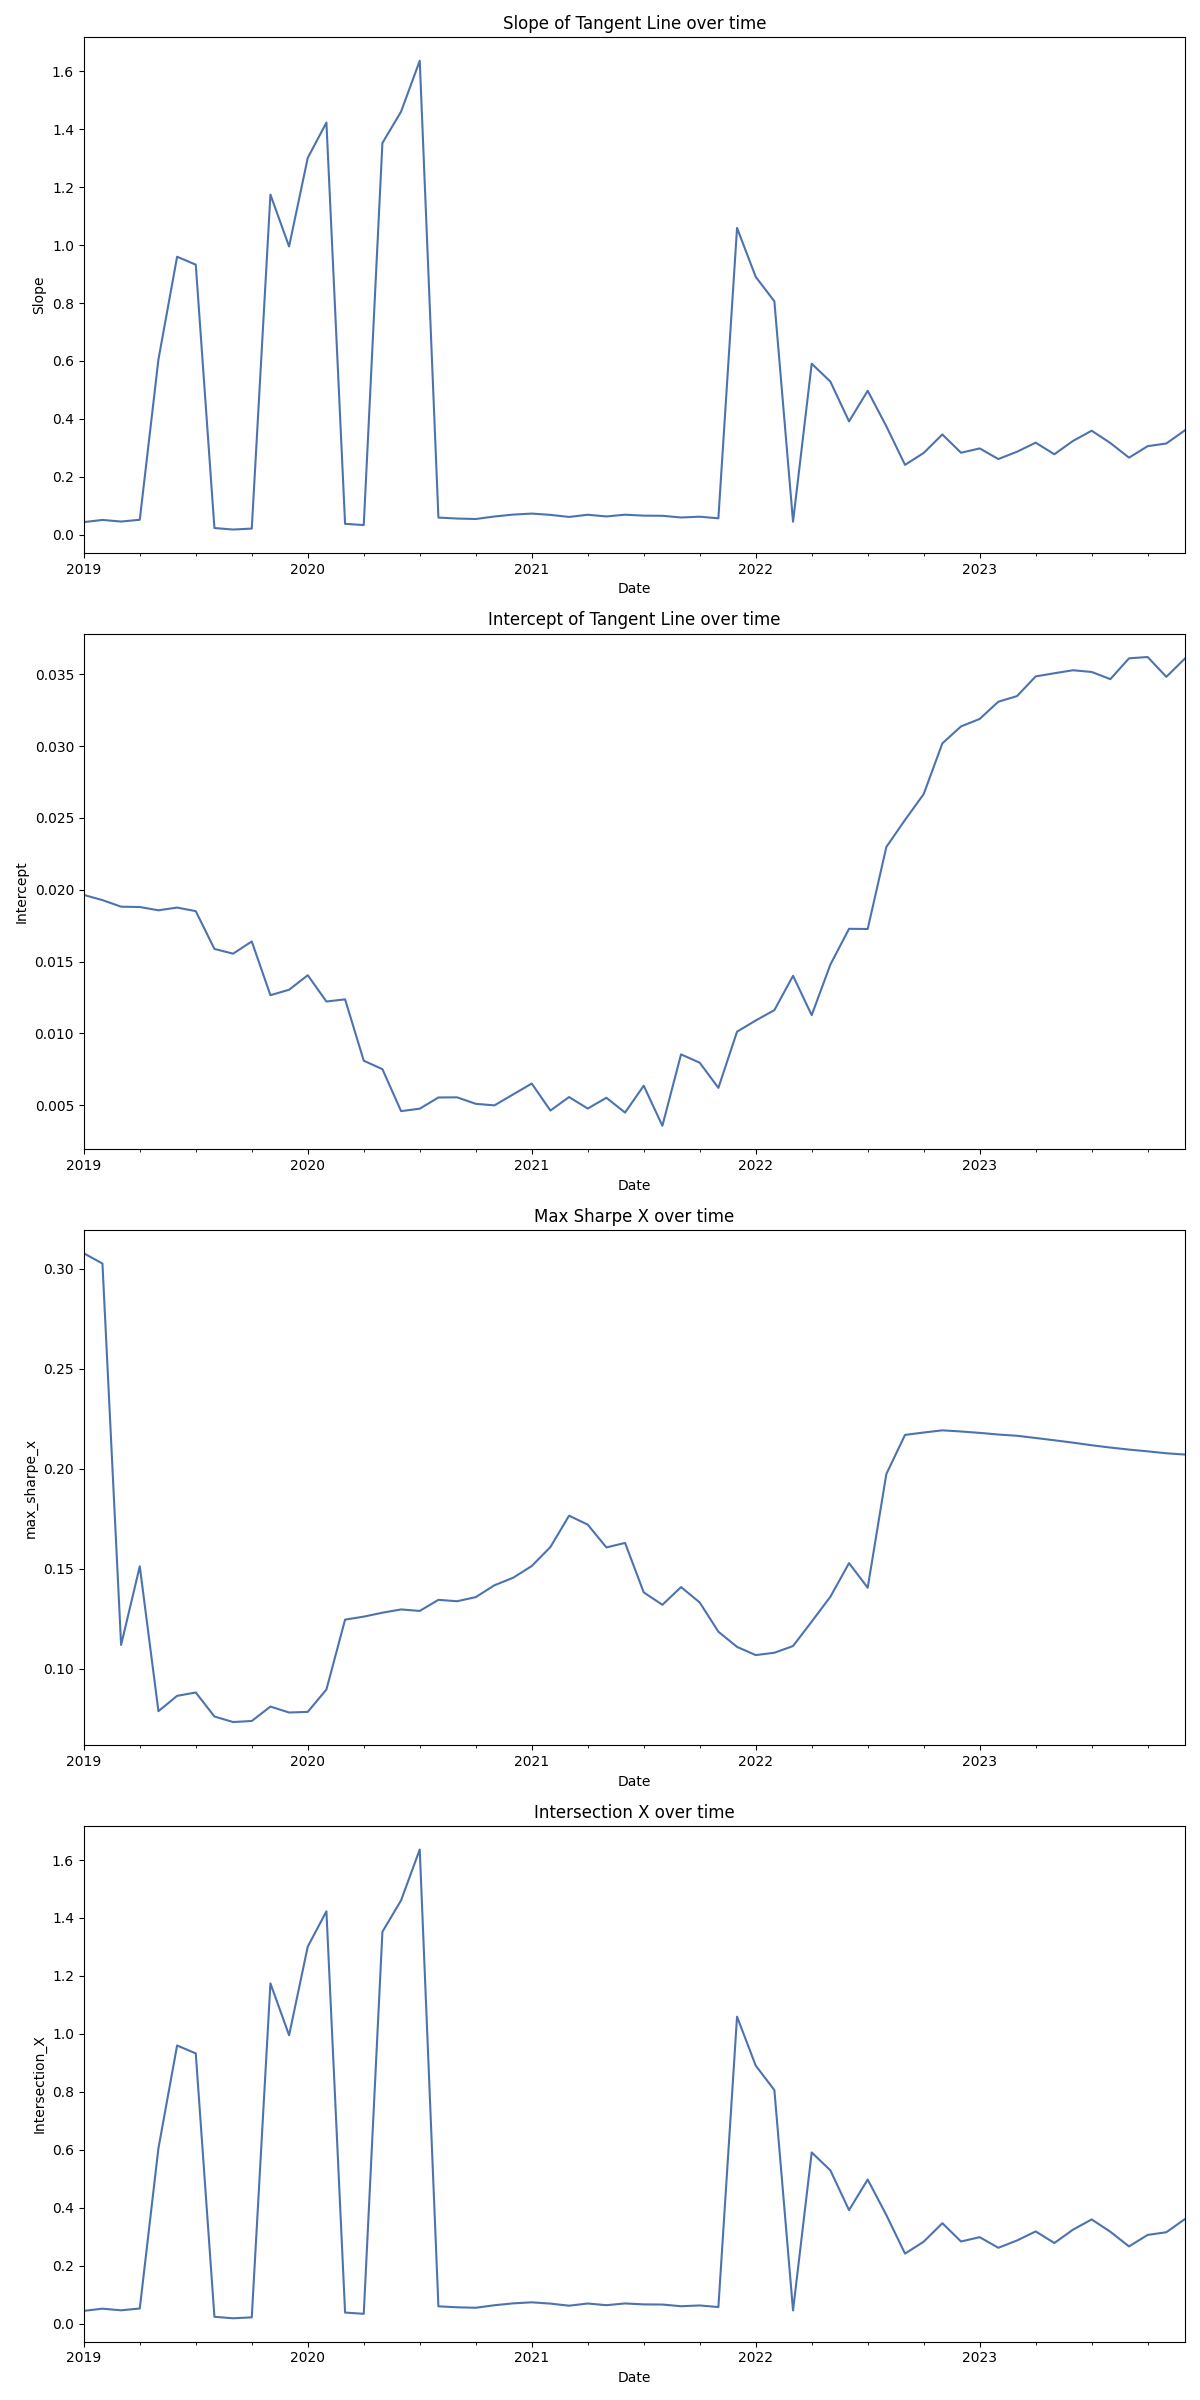 Slope of Tangent Line over time
1.6
1.4
1.2
1.0
0.8
0.6
0.4
0.2
0.0
Slope
2019 2020 2021 2022 2023
Date
Intercept of Tangent Line over time
0.035
0.030
0.025
0.020
0.015
0.010
0.005
Intercept
2019 2020 2021 2022 2023
Date
Max Sharpe X over time
0.30
0.25
0.20
0.15
0.10
max_sharpe_x
2019 2020 2021 2022 2023
Date
Intersection X over time
1.6
1.4
1.2
1.0
0.8
0.6
0.4
0.2
0.0
Intersection_X
2019 2020 2021 2022 2023
Date